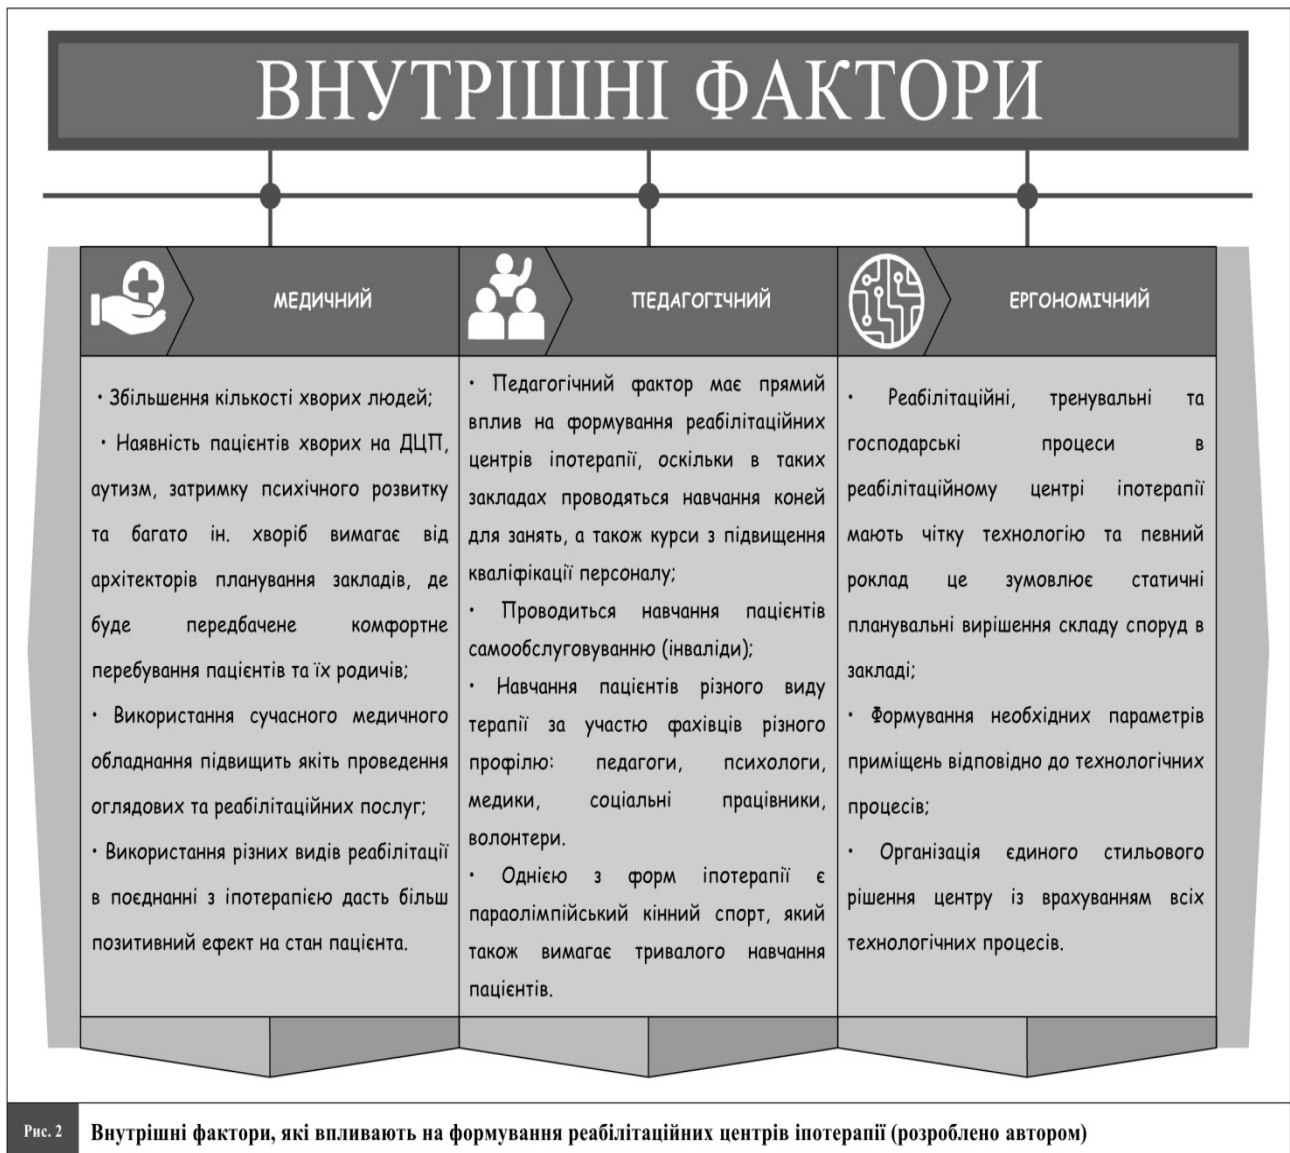 ВНУТРІШНІ ФАКТОРИ
МЕДИЧНИЙ
• Збільшення кількості хворих людей;
• Наявність пацієнтів хворих на ДЦП,
аутизм, затримку психічного розвитку
та багато ін. хворіб вимагає від
архітекторів планування закладів, де
буде передбачене комфортне
перебування пацієнтів та їх родичів;
• Використання сучасного медичного
обладнання підвищить якіть проведення
оглядових та реабілітаційних послуг;
• Використання різних видів реабілітації
в поєднанні з іпотерапією дасть більш
позитивний ефект на стан пацієнта.
ПЕДАГОГІЧНИЙ
• Педагогічний фактор має прямий
вплив на формування реабілітаційних
центрів іпотерапії, оскільки в таких
закладах проводяться навчання коней
для занять, а також курси з підвищення
кваліфікації персоналу;
• Проводиться навчання пацієнтів
самообслуговуванню (інваліди);
• Навчання пацієнтів різного виду
терапії за участю фахівців різного
профілю: педагоги, психологи,
медики, соціальні працівники,
волонтери.
• Однією з форм іпотерапії є
параолімпійський кінний спорт, який
також вимагає тривалого навчання
пацієнтів.
ЕРГОНОМІЧНИЙ
• Реабілітаційні, тренувальні та
господарські процеси в
реабілітаційному центрі іпотерапії
мають чітку технологію та певний
роклад це зумовлює статичні
планувальні вирішення складу споруд в
закладі;
• Формування необхідних параметрів
приміщень відповідно до технологічних
процесів;
• Організація єдиного стильового
рішення центру із врахуванням всіх
технологічних процесів.
Рис. 2 Внутрішні фактори, які впливають на формування реабілітаційних центрів іпотерапії (розроблено автором)